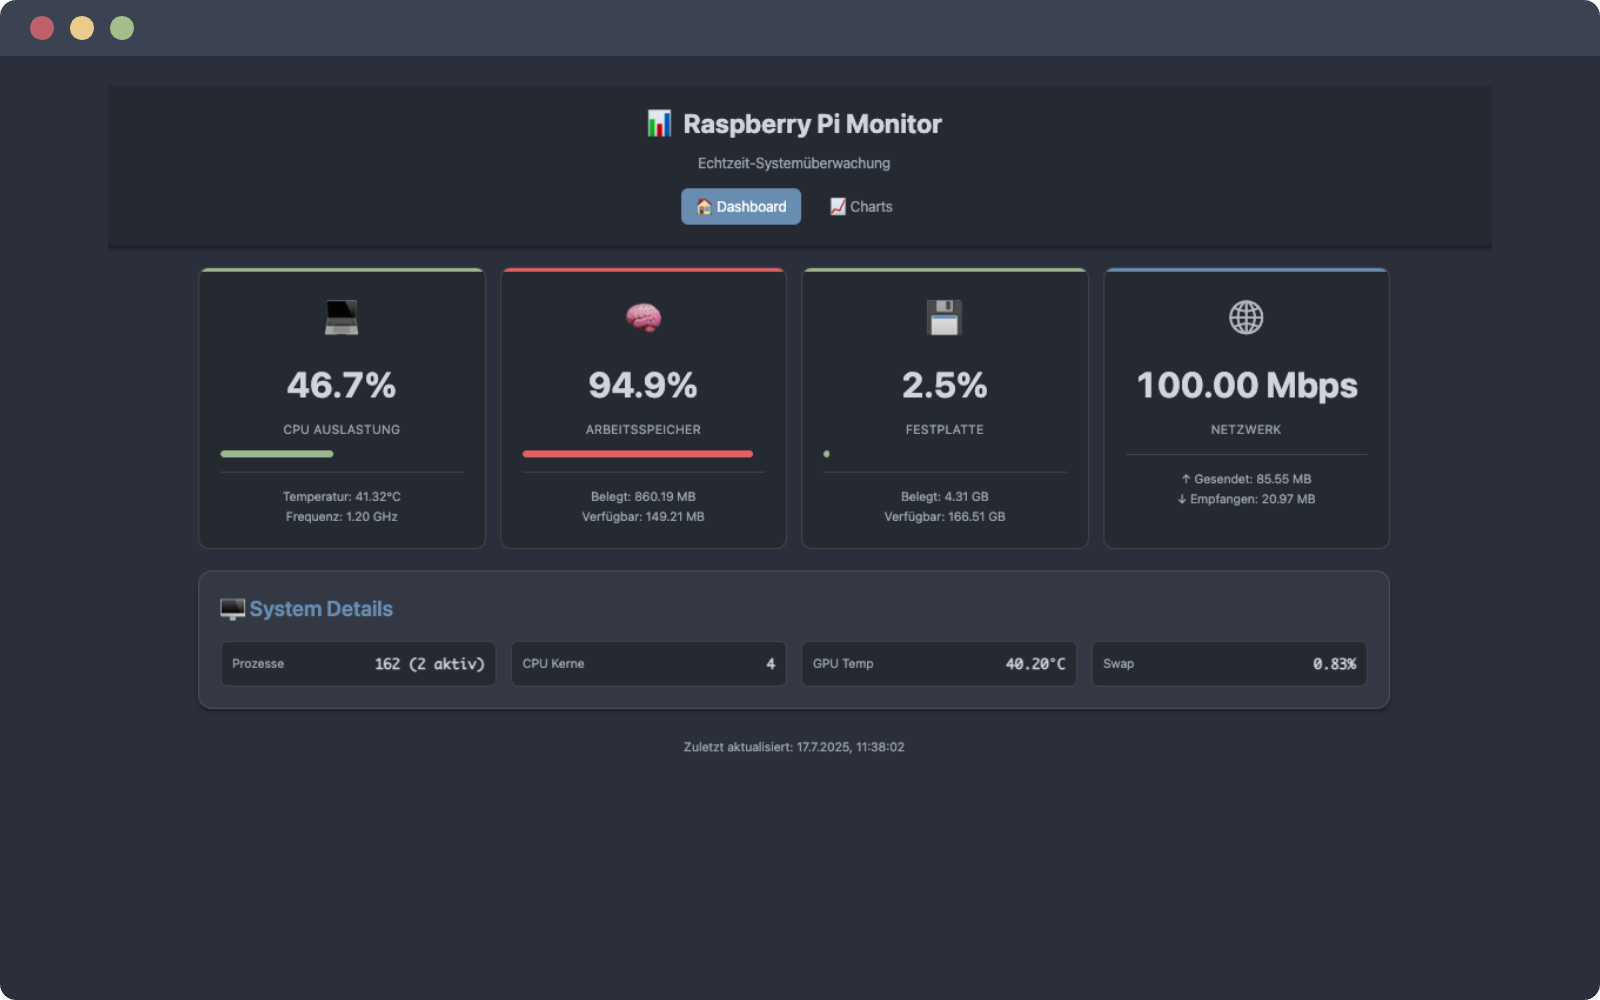 Raspberry Pi Monitor
Echtzeit-Systemüberwachung
Dashboard
Charts
46.7%
CPU AUSLASTUNG
Temperatur: 41.32°C
Frequenz: 1.20 GHz
94.9%
ARBEITSSPEICHER
Belegt: 860.19 MB
Verfügbar: 149.21 MB
2.5%
FESTPLATTE
Belegt: 4.31 GB
Verfügbar: 166.51 GB
100.00 Mbps
NETZWERK
↑ Gesendet: 85.55 MB
↓ Empfangen: 20.97 MB
System Details
Prozesse 162 (2 aktiv)
CPU Kerne 4
GPU Temp 40.20°C
Swap 0.83%
Zuletzt aktualisiert: 17.7.2025, 11:38:02